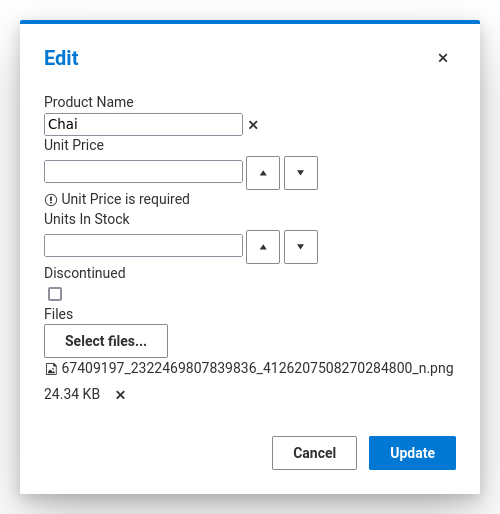 Edit
Product Name
Chai
Unit Price
Unit Price is required
Units In Stock
Discontinued
Files
Select files...
67409197_2322469807839836_4126207508270284800_n.png
24.34 KB
Cancel Update